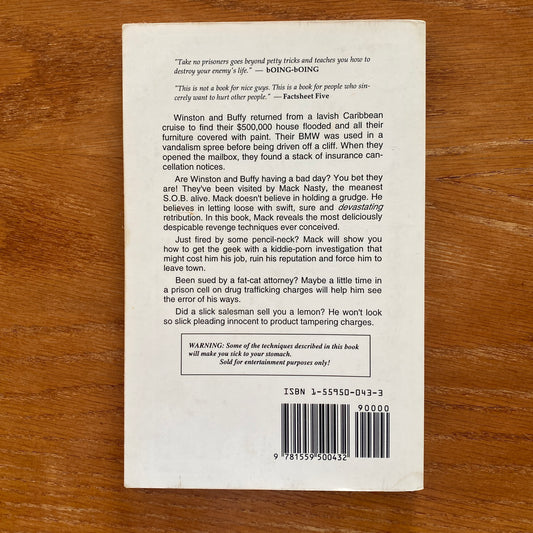 "Take no prisoners goes beyond petty tricks and teaches you how to
destroy your enemy's life." — bOING-bOING
"This is not a book for nice guys. This is a book for people who sin-
cerely want to hurt other people." — Factsheet Five
Winston and Buffy returned from a lavish Caribbean
cruise to find their $500,000 house flooded and all their
furniture covered with paint. Their BMW was used in a
vandalism spree before being driven off a cliff. When they
opened the mailbox, they found a stack of insurance can-
cellation notices.
Are Winston and Buffy having a bad day? You bet they
are! They've been visited by Mack Nasty, the meanest
S.O.B. alive. Mack doesn't believe in holding a grudge. He
believes in letting loose with swift, sure and devastating
retribution. In this book, Mack reveals the most deliciously
despicable revenge techniques ever conceived.
Just fired by some pencil-neck? Mack will show you
how to get the geek with a kiddie-porn investigation that
might cost him his job, ruin his reputation and force him to
leave town.
Been sued by a fat-cat attorney? Maybe a little time in
a prison cell on drug trafficking charges will help him see
the error of his ways.
Did a slick salesman sell you a lemon? He won't look
so slick pleading innocent to product tampering charges.
WARNING: Some of the techniques described in this book
will make you sick to your stomach.
Sold for entertainment purposes only!
ISBN 1-55950-043-3
90000
9 781559 500432